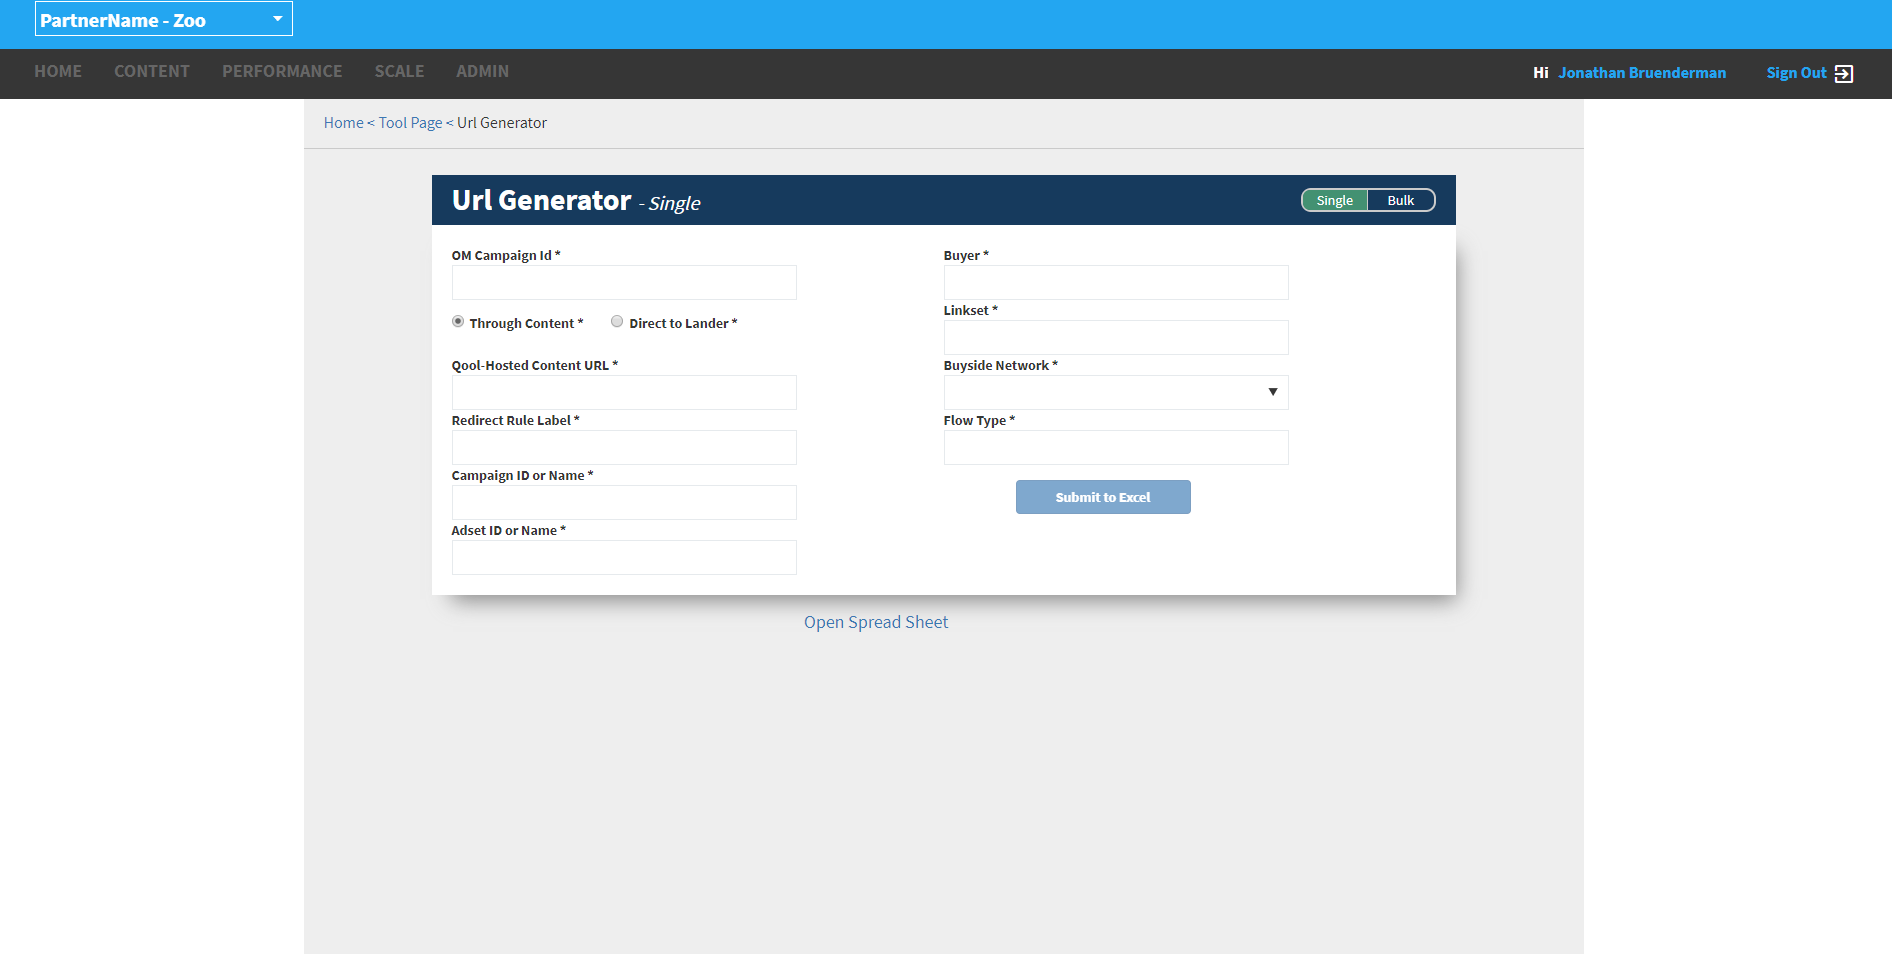 PartnerName - Zoo
HOME CONTENT PERFORMANCE SCALE ADMIN Hi Jonathan Bruenderman Sign Out
Home < Tool Page < Url Generator
Url Generator - Single Single Bulk
OM Campaign Id * Buyer *
Linkset *
Through Content * Direct to Lander *
Qool-Hosted Content URL * Buyside Network *
Redirect Rule Label * Flow Type *
Campaign ID or Name *
Submit to Excel
Adset ID or Name *
Open Spread Sheet